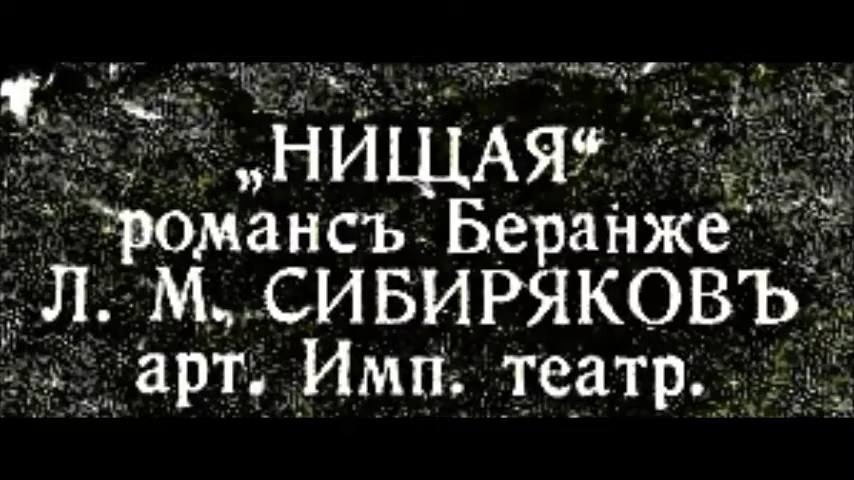 „НИЩАЯ“
романсъ Беранже
Л. М. СИБИРЯКОВЪ
арт. Имп. театр.